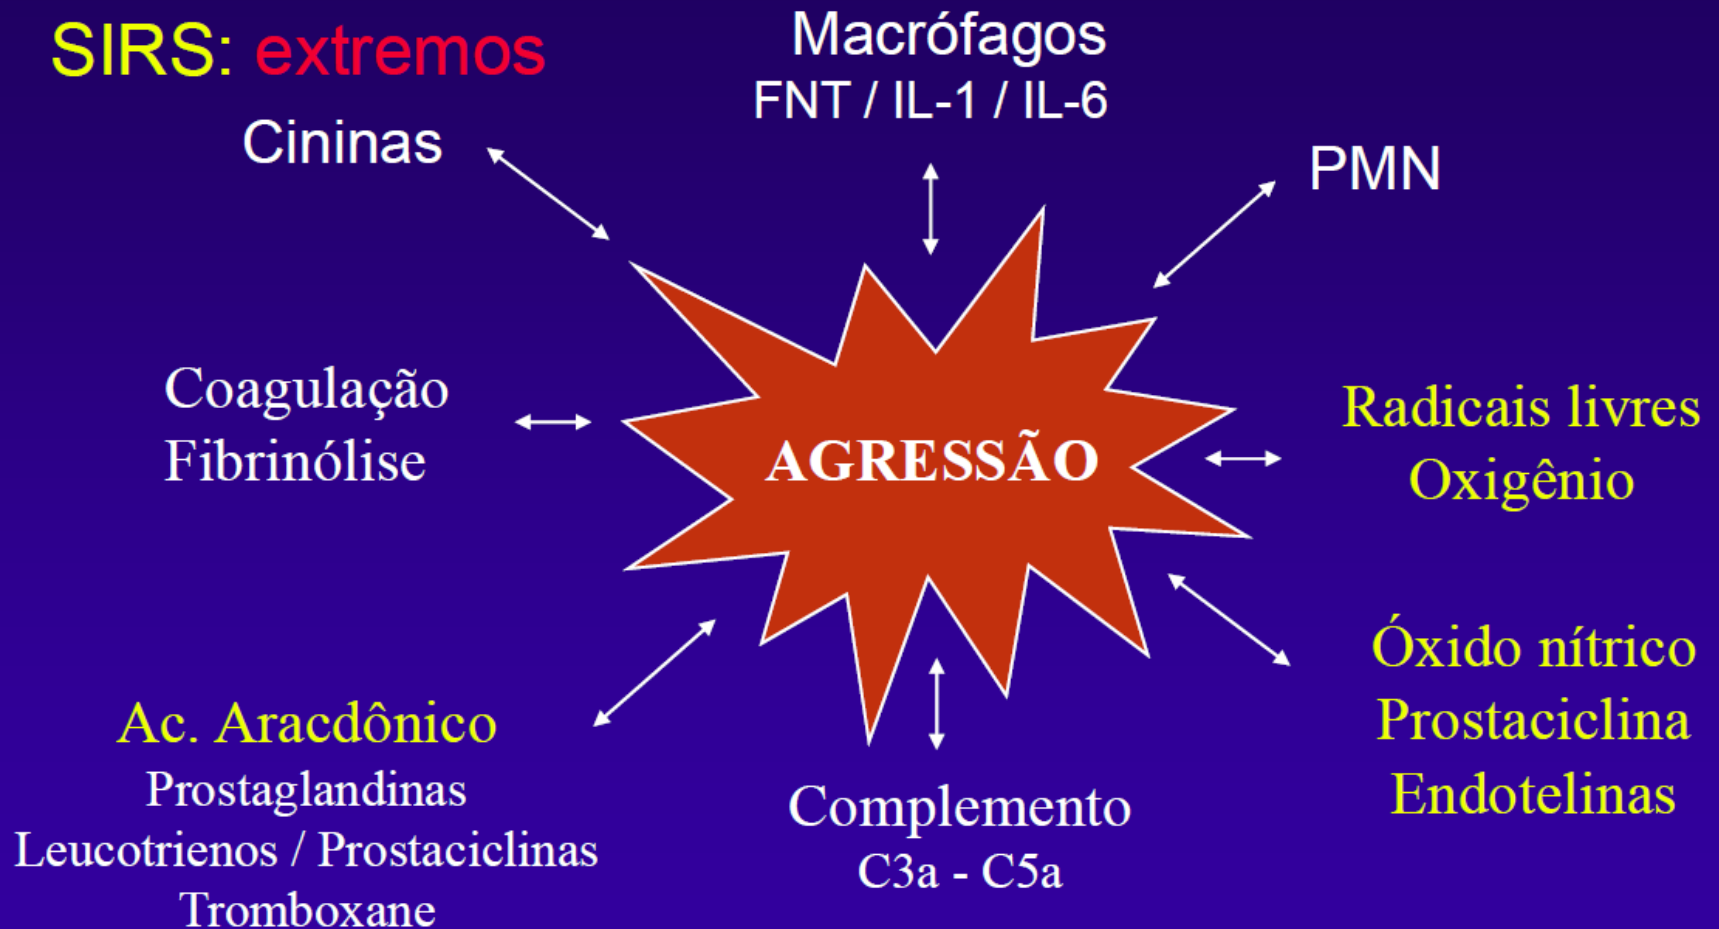 SIRS: extremos
Macrófagos
FNT / IL-1 / IL-6
Cininas
PMN
Coagulação
Fibrinólise
AGRESSÃO
Radicais livres
Oxigênio
Óxido nítrico
Prostaciclina
Endotelinas
Ac. Aracdônico
Prostaglandinas
Leucotrienos / Prostaciclinas
Tromboxane
Complemento
C3a - C5a